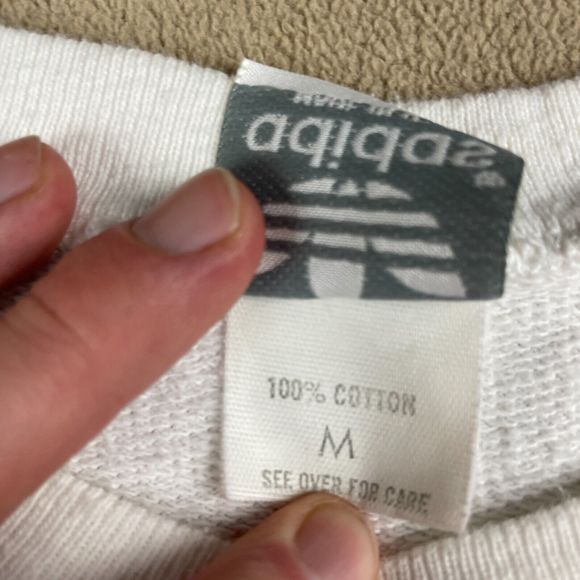 adidas®
100% COTTON
M
SEE OVER FOR CARE